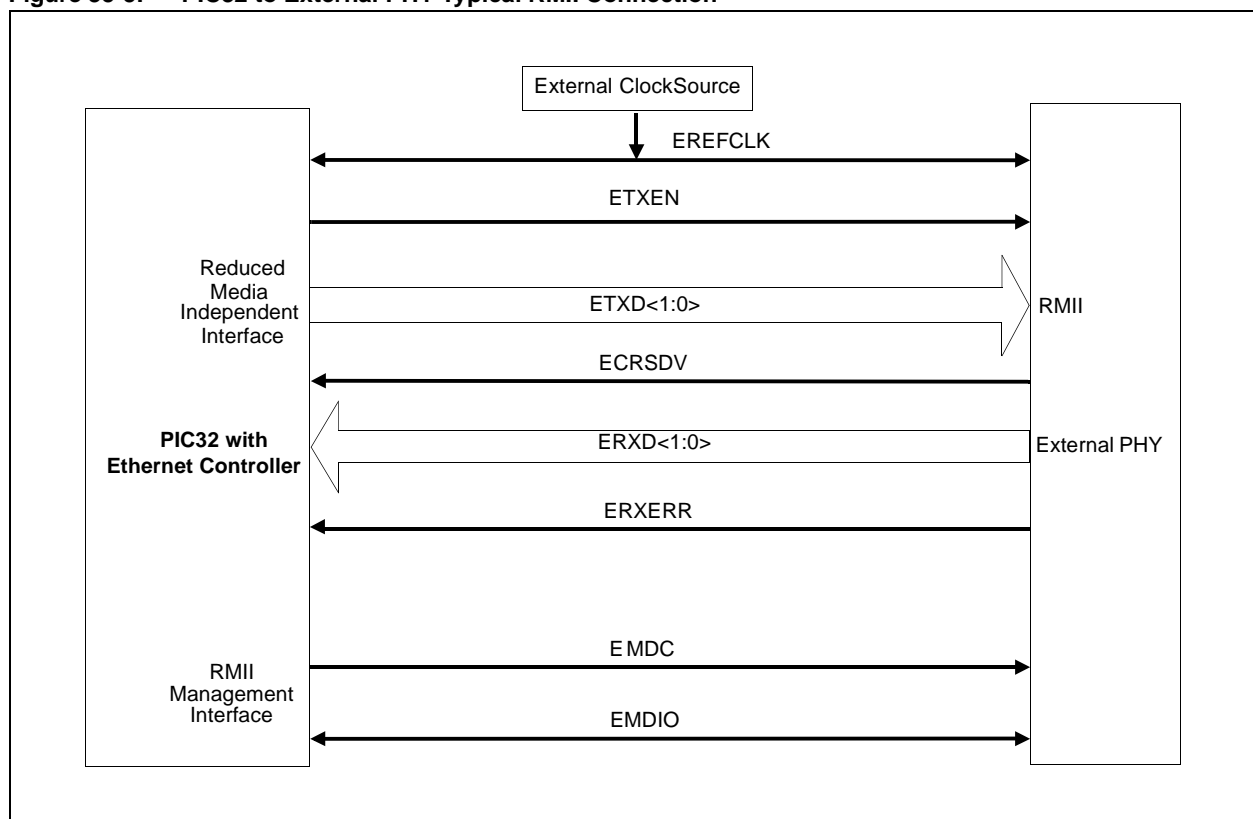 External ClockSource
EREFCLK
ETXEN
Reduced
Media
Independent
Interface
ETXD<1:0>
RMII
ECRSDV
PIC32 with
Ethernet Controller
ERXD<1:0>
External PHY
ERXERR
EMDC
RMII
Management
Interface
EMDIO